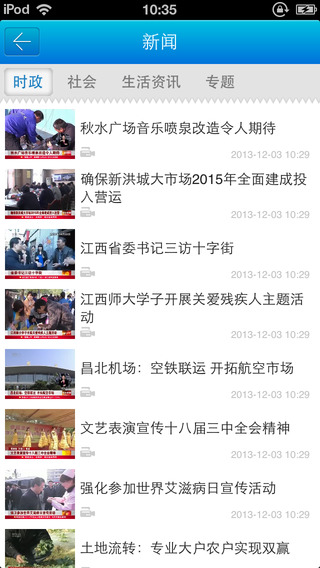 iPod 10:35
新闻
时政 社会 生活资讯 专题
秋水广场音乐喷泉改造令人期待
2013-12-03 10:29
确保新洪城大市场2015年全面建成投
入营运
2013-12-03 10:29
江西省委书记三访十字街
2013-12-03 10:29
江西师大学子开展关爱残疾人主题活
动
2013-12-03 10:29
昌北机场：空铁联运 开拓航空市场
2013-12-03 10:29
文艺表演宣传十八届三中全会精神
2013-12-03 10:29
强化参加世界艾滋病日宣传活动
2013-12-03 10:29
土地流转：专业大户农户实现双赢
2013-12-03 10:29